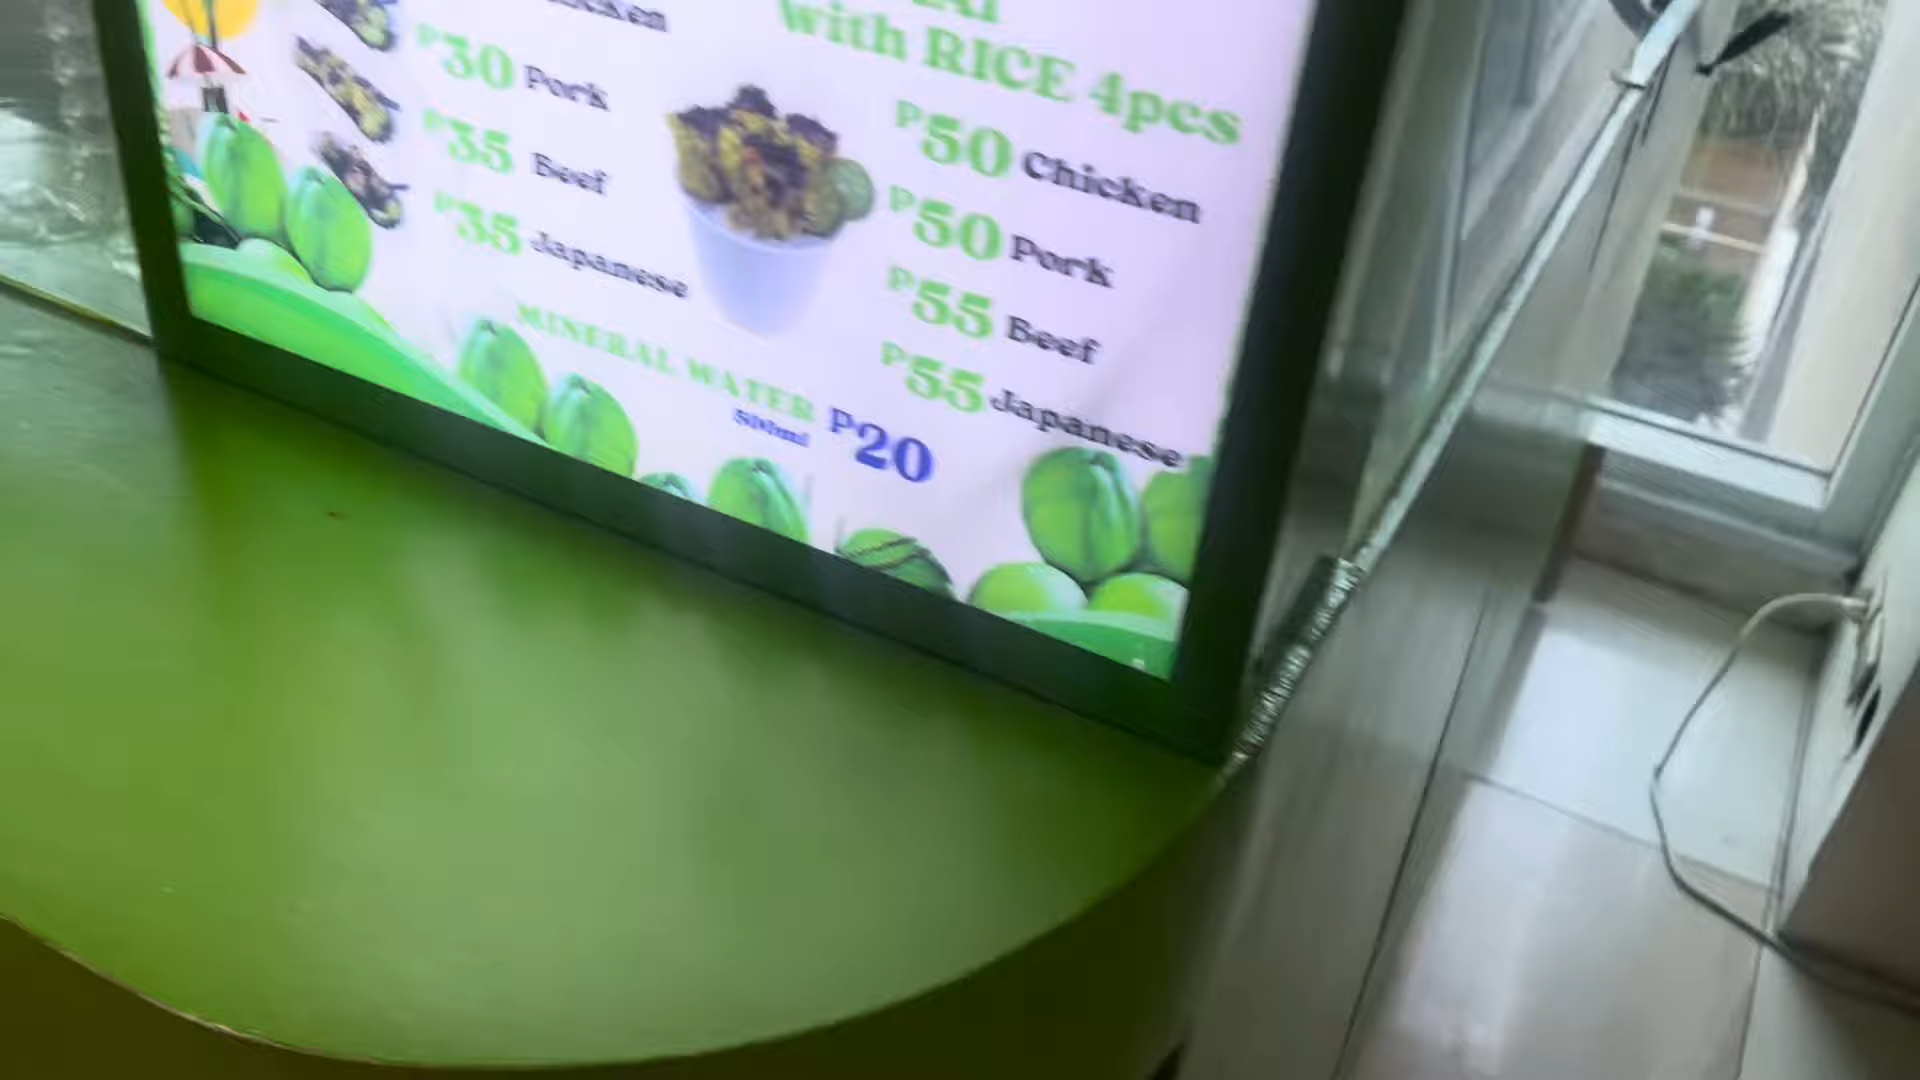 ₱30 Pork
₱35 Beef
₱35 Japanese
with RICE 4pcs
₱50 Chicken
₱50 Pork
₱55 Beef
₱55 Japanese
MINERAL WATER ₱20
500ml